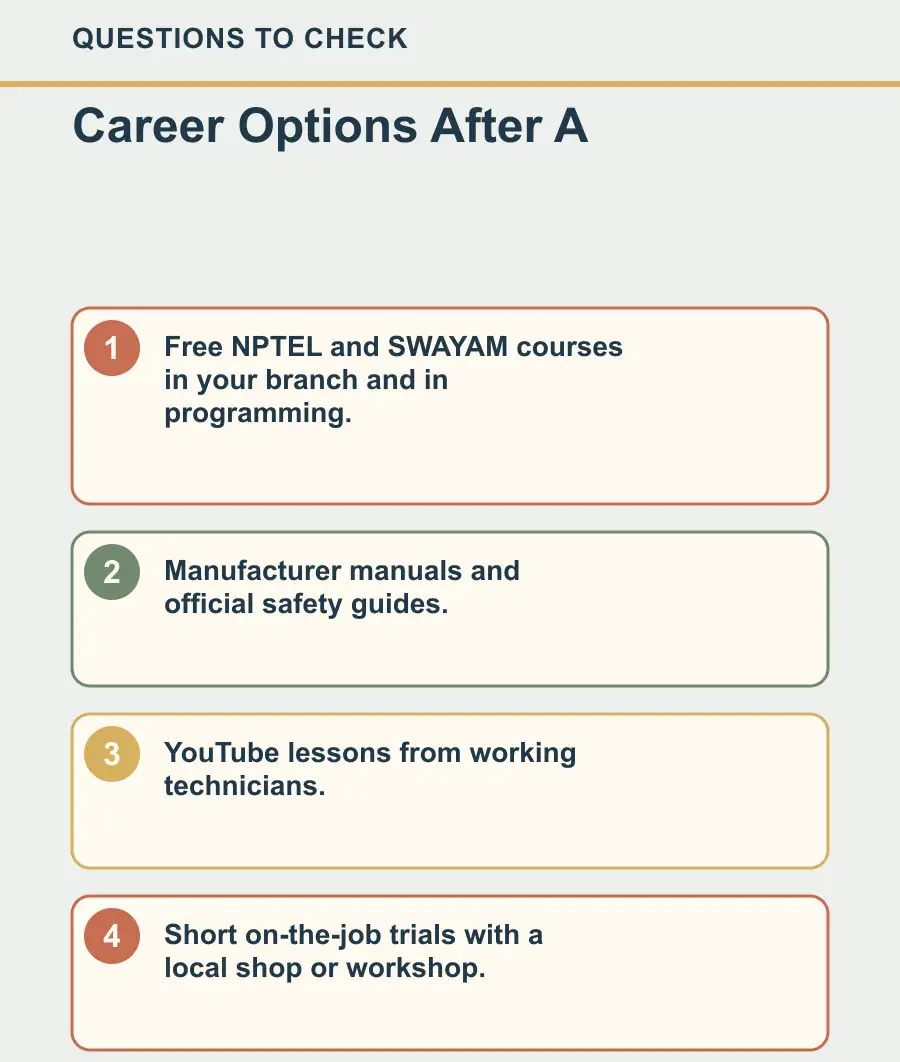 QUESTIONS TO CHECK
Career Options After A
1
Free NPTEL and SWAYAM courses
in your branch and in
programming.
2
Manufacturer manuals and
official safety guides.
3
YouTube lessons from working
technicians.
4
Short on-the-job trials with a
local shop or workshop.